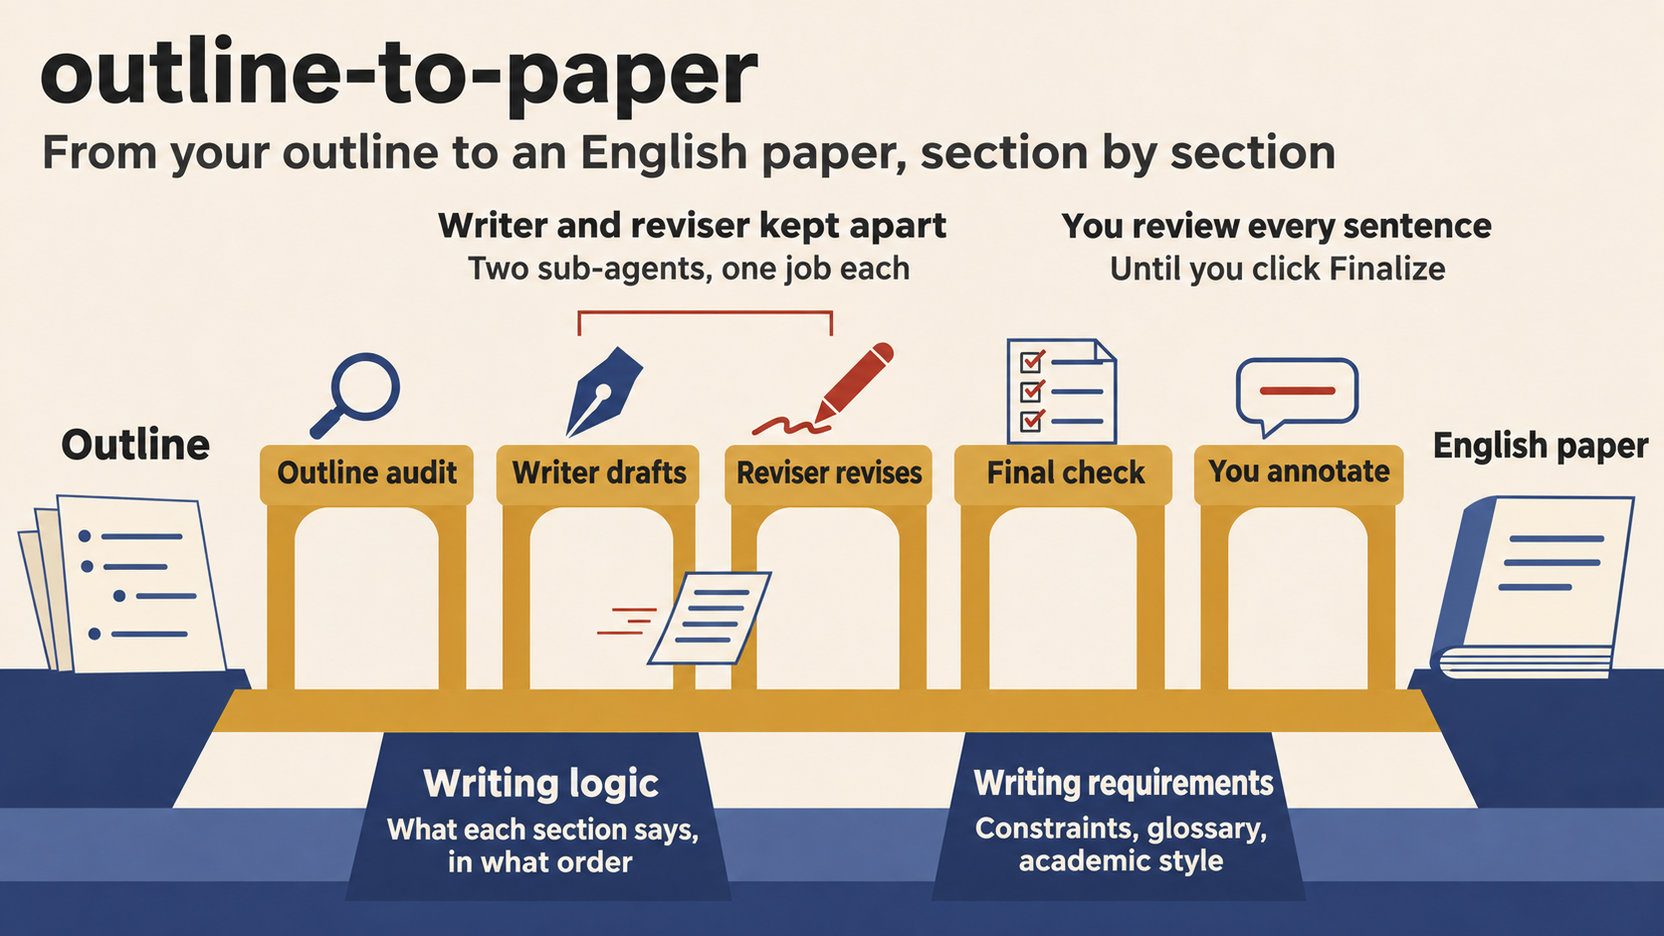 outline-to-paper
From your outline to an English paper, section by section
Writer and reviser kept apart
Two sub-agents, one job each
You review every sentence
Until you click Finalize
Outline
Outline audit
Writer drafts
Reviser revises
Final check
You annotate
English paper
Writing logic
What each section says,
in what order
Writing requirements
Constraints, glossary,
academic style